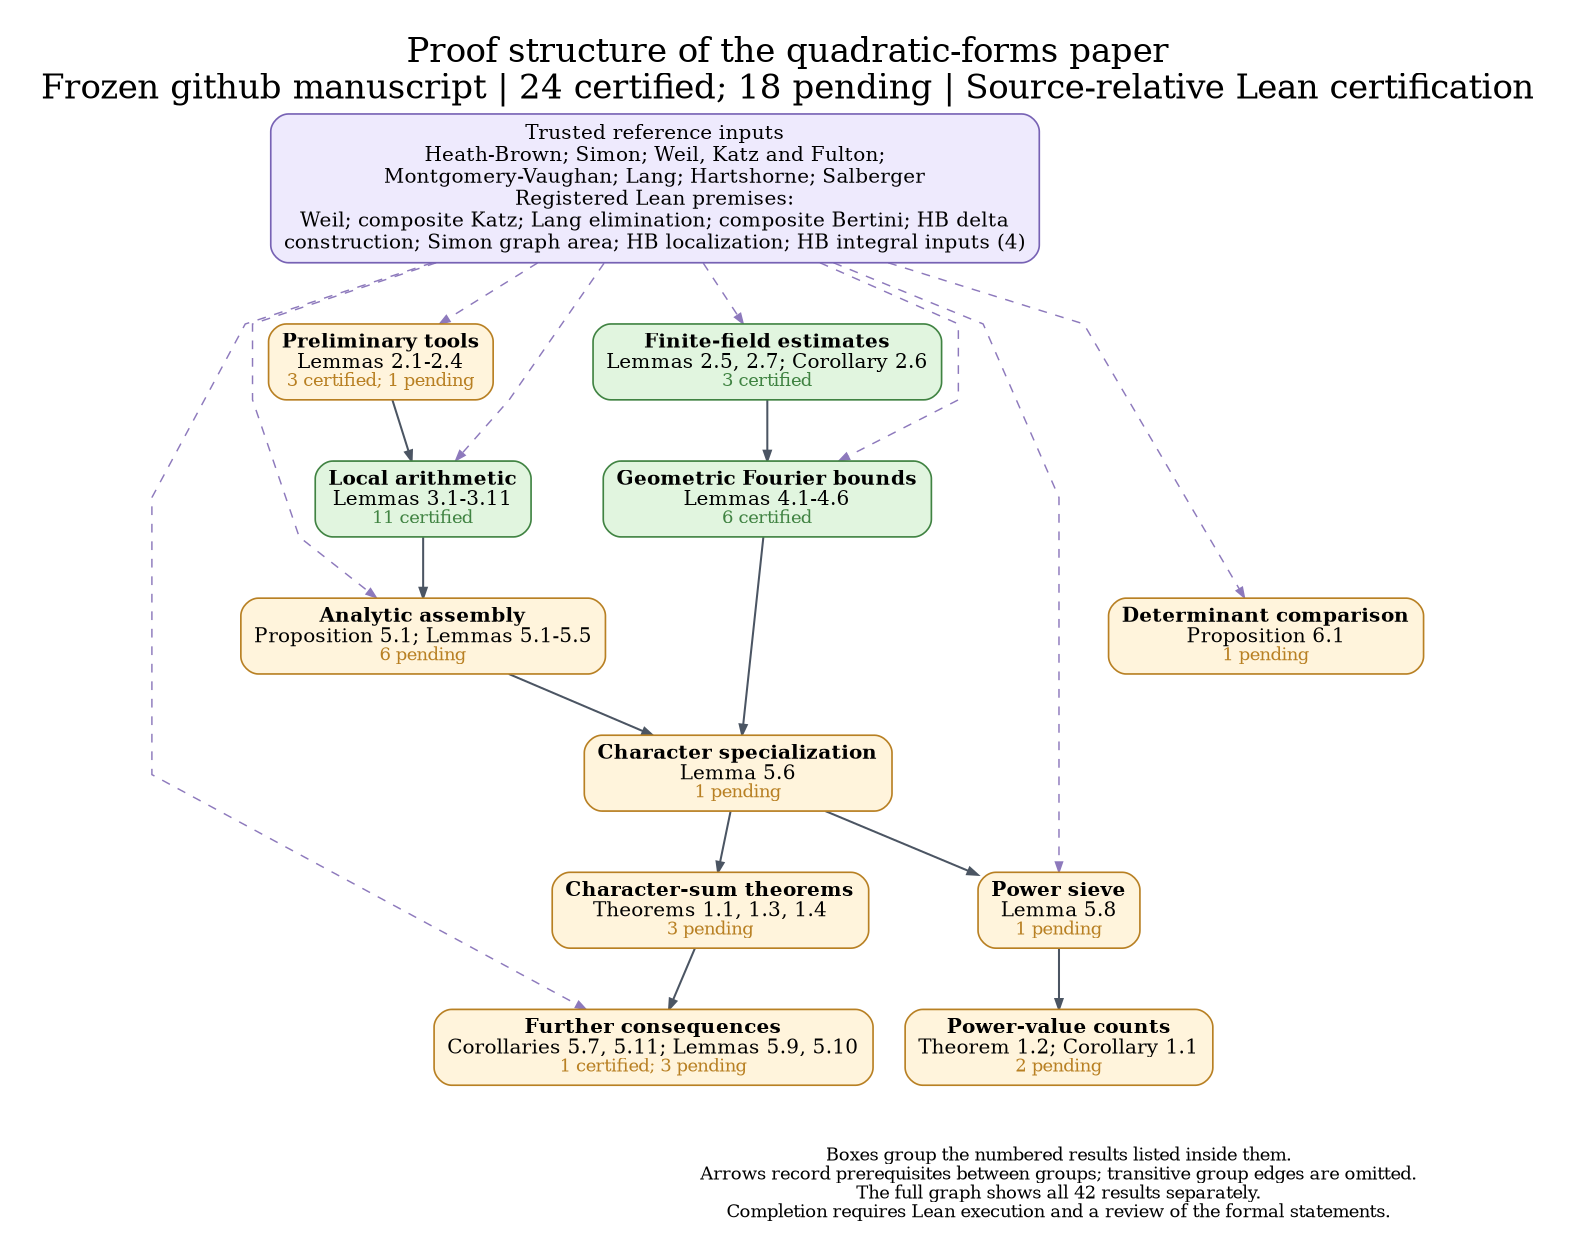 Proof structure of the quadratic-forms paper
Frozen github manuscript | 24 certified; 18 pending | Source-relative Lean certification
Trusted reference inputs
Heath-Brown; Simon; Weil, Katz and Fulton;
Montgomery-Vaughan; Lang; Hartshorne; Salberger
Registered Lean premises:
Weil; composite Katz; Lang elimination; composite Bertini; HB delta
construction; Simon graph area; HB localization; HB integral inputs (4)
Preliminary tools
Lemmas 2.1-2.4
3 certified; 1 pending
Finite-field estimates
Lemmas 2.5, 2.7; Corollary 2.6
3 certified
Local arithmetic
Lemmas 3.1-3.11
11 certified
Geometric Fourier bounds
Lemmas 4.1-4.6
6 certified
Analytic assembly
Proposition 5.1; Lemmas 5.1-5.5
6 pending
Determinant comparison
Proposition 6.1
1 pending
Character specialization
Lemma 5.6
1 pending
Character-sum theorems
Theorems 1.1, 1.3, 1.4
3 pending
Power sieve
Lemma 5.8
1 pending
Further consequences
Corollaries 5.7, 5.11; Lemmas 5.9, 5.10
1 certified; 3 pending
Power-value counts
Theorem 1.2; Corollary 1.1
2 pending
Boxes group the numbered results listed inside them.
Arrows record prerequisites between groups; transitive group edges are omitted.
The full graph shows all 42 results separately.
Completion requires Lean execution and a review of the formal statements.